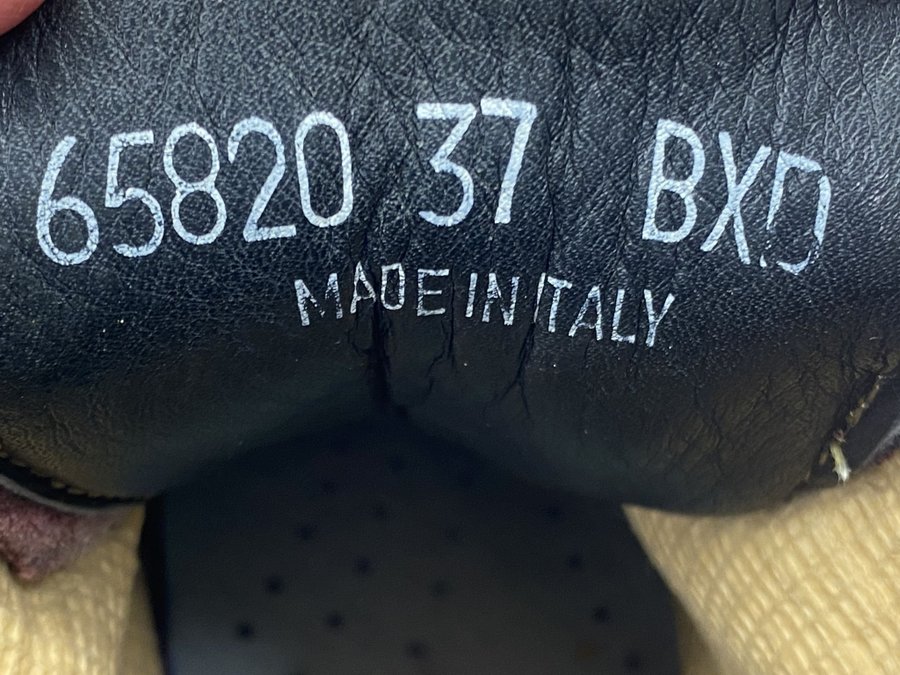 65820 37 BXD
MADE IN ITALY